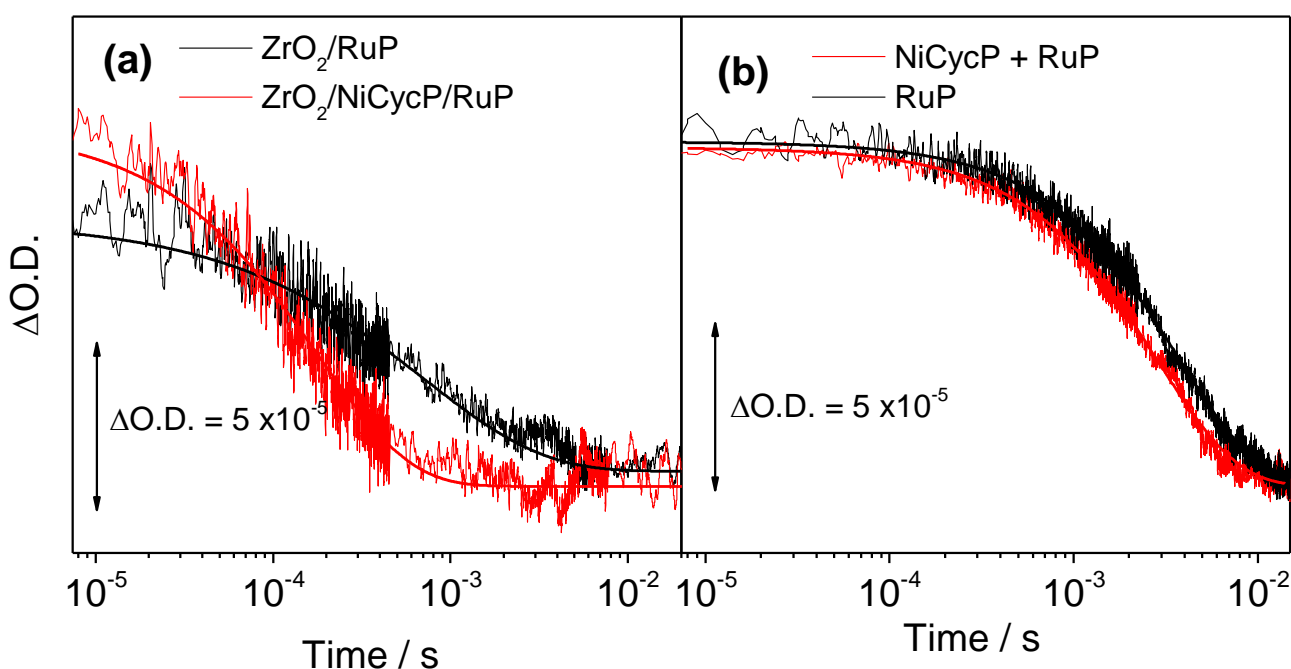 (a)
ZrO₂/RuP
ZrO₂/NiCycP/RuP
(b)
NiCycP + RuP
RuP
ΔO.D.
ΔO.D. = 5 x10⁻⁵
ΔO.D. = 5 x10⁻⁵
10⁻⁵ 10⁻⁴ 10⁻³ 10⁻²
10⁻⁵ 10⁻⁴ 10⁻³ 10⁻²
Time / s
Time / s